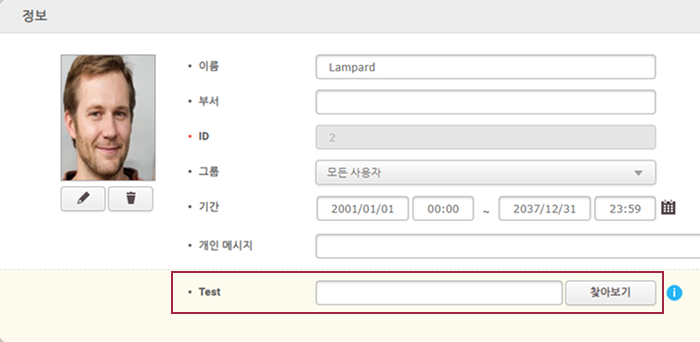 정보
이름 Lampard
부서
ID 2
그룹 모든 사용자
기간 2001/01/01 00:00 ~ 2037/12/31 23:59
개인 메시지
Test 찾아보기 i